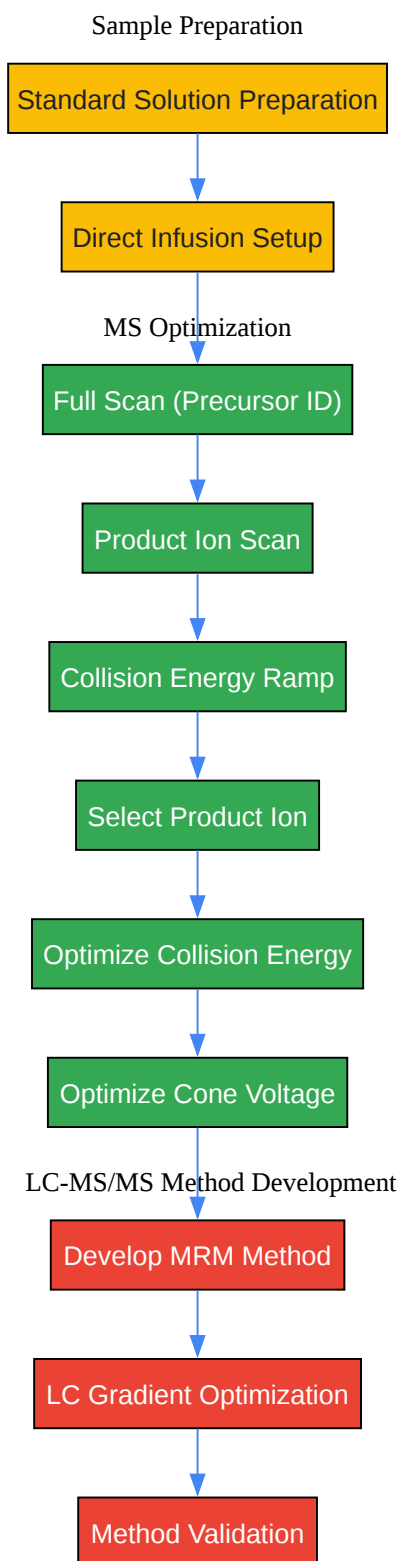 Sample Preparation
Standard Solution Preparation
Direct Infusion Setup
MS Optimization
Full Scan (Precursor ID)
Product Ion Scan
Collision Energy Ramp
Select Product Ion
Optimize Collision Energy
Optimize Cone Voltage
LC-MS/MS Method Development
Develop MRM Method
LC Gradient Optimization
Method Validation